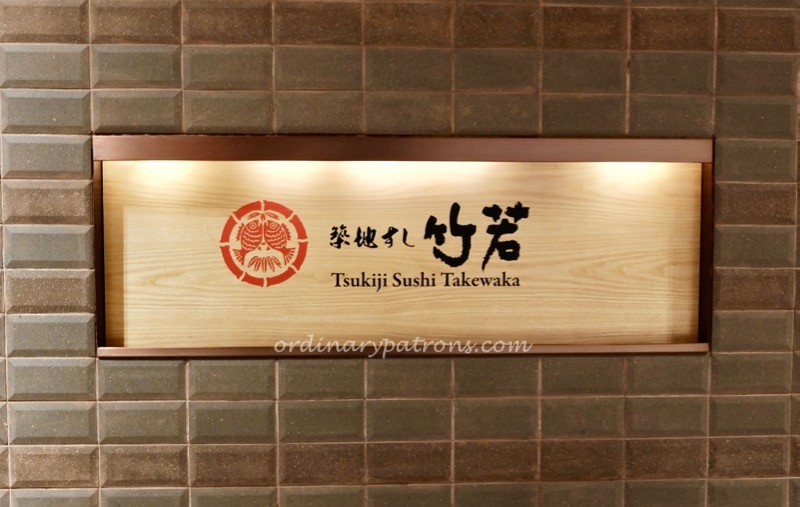 築地すし 竹若
Tsukiji Sushi Takewaka
ordinarypatrons.com